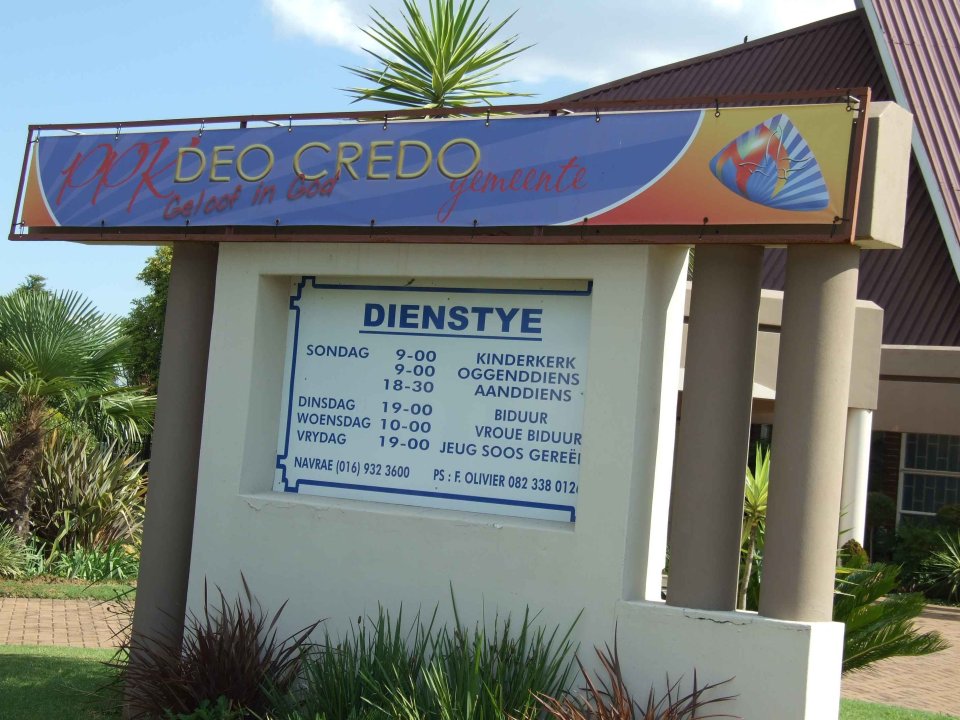 PPK DEO CREDO gemeente
Geloof in God
DIENSTYE
SONDAG 9-00 KINDERKERK
9-00 OGGENDDIENS
18-30 AANDDIENS
DINSDAG 19-00 BIDUUR
WOENSDAG 10-00 VROUE BIDUUR
VRYDAG 19-00 JEUG SOOS GEREËL
NAVRAE (016) 932 3600 PS : F. OLIVIER 082 338 0126